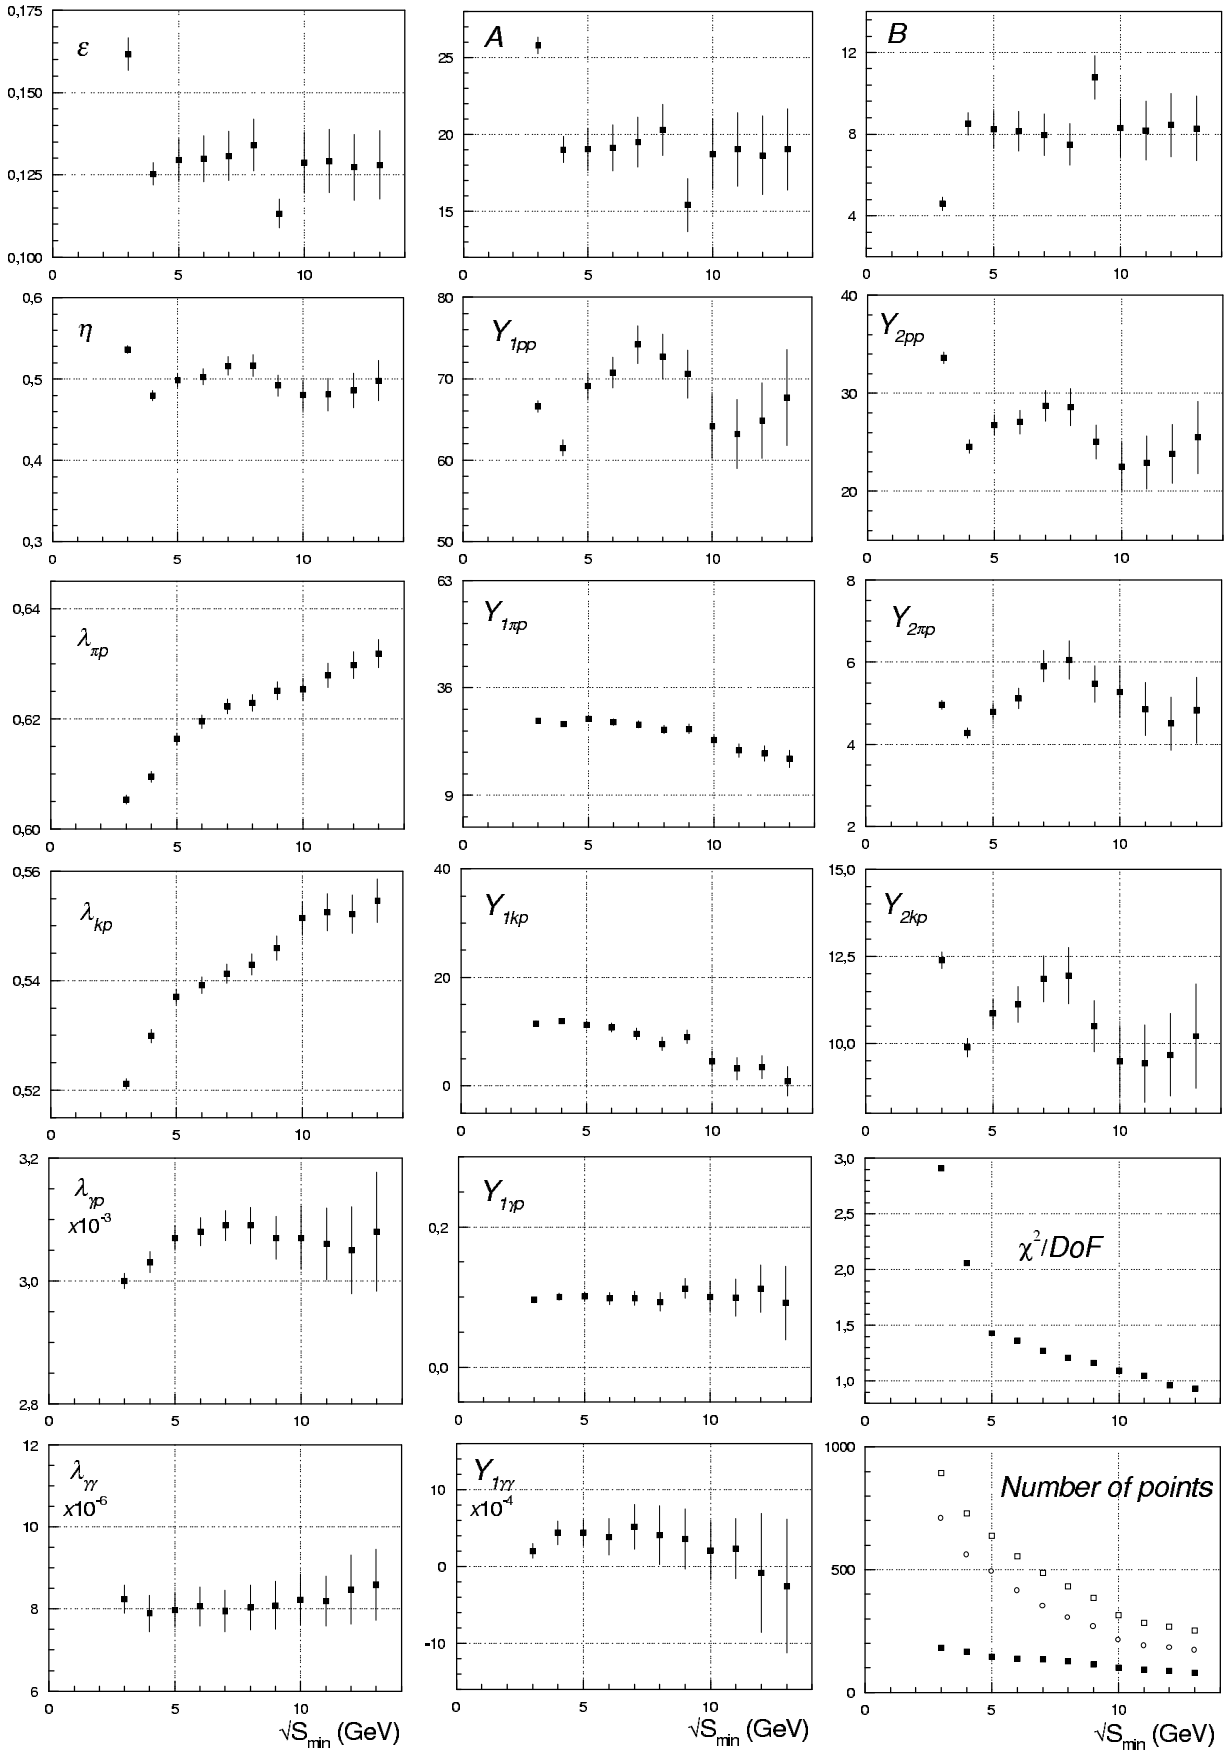 0,175 ε
0,150
0,125
0,100
0 5 10
A
25
20
15
0 5 10
B
12
8
4
0 5 10
0,6 η
0,5
0,4
0,3
0 5 10
80 Y1pp
70
60
50
0 5 10
40 Y2pp
30
20
0 5 10
0,64 λπp
0,62
0,60
0 5 10
63 Y1πp
36
9
0 5 10
8 Y2πp
6
4
2
0 5 10
0,56 λkp
0,54
0,52
0 5 10
40 Y1kp
20
0
0 5 10
15,0 Y2kp
12,5
10,0
0 5 10
3,2 λγp
x10-3
3,0
2,8
0 5 10
Y1γp
0,2
0,0
0 5 10
3,0
2,5 χ2/DoF
2,0
1,5
1,0
0 5 10
12 λγγ
x10-6
10
8
6
0 5 10
√Smin (GeV)
Y1γγ
10 x10-4
0
-10
0 5 10
√Smin (GeV)
1000
Number of points
500
0
0 5 10
√Smin (GeV)